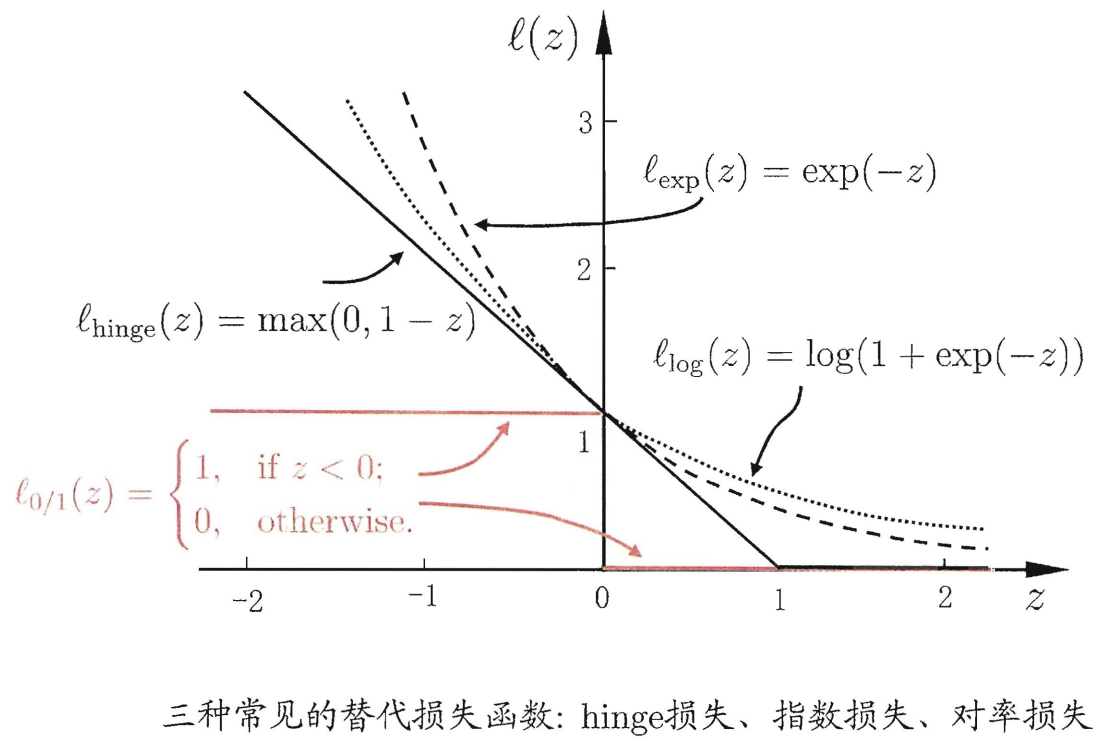 ℓ(z)
3
ℓexp(z) = exp(−z)
2
ℓhinge(z) = max(0, 1 − z)
ℓlog(z) = log(1 + exp(−z))
1
ℓ0/1(z) = { 1, if z < 0;
0, otherwise.
-2 -1 0 1 2 z
三种常见的替代损失函数: hinge损失、指数损失、对率损失